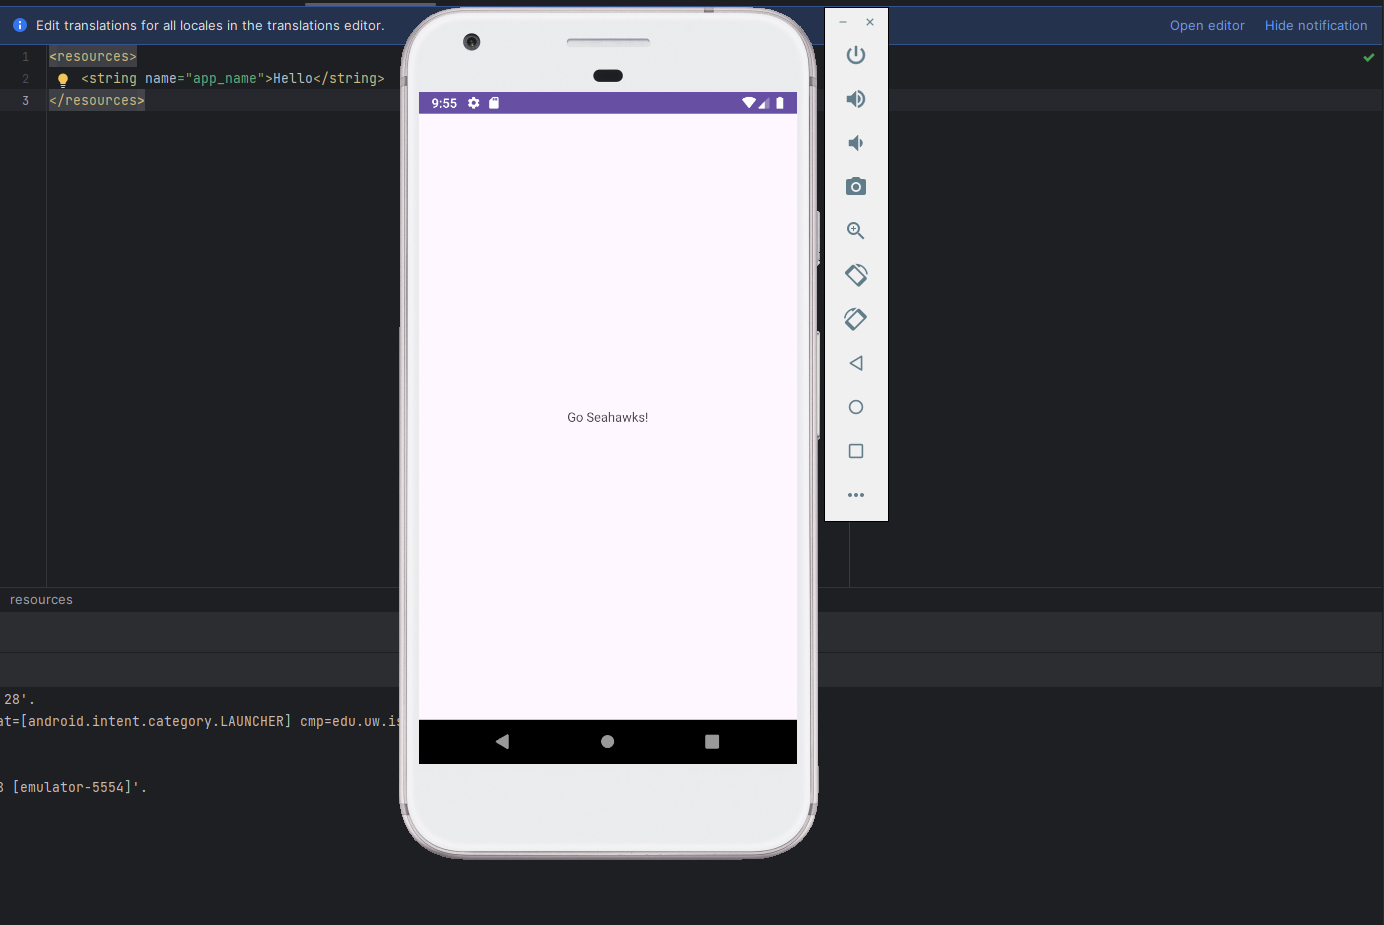 Edit translations for all locales in the translations editor.
Open editor
Hide notification
1 <resources>
2 <string name="app_name">Hello</string>
3 </resources>
9:55
Go Seahawks!
resources
28'.
at=[android.intent.category.LAUNCHER] cmp=edu.uw.is
[emulator-5554]'.